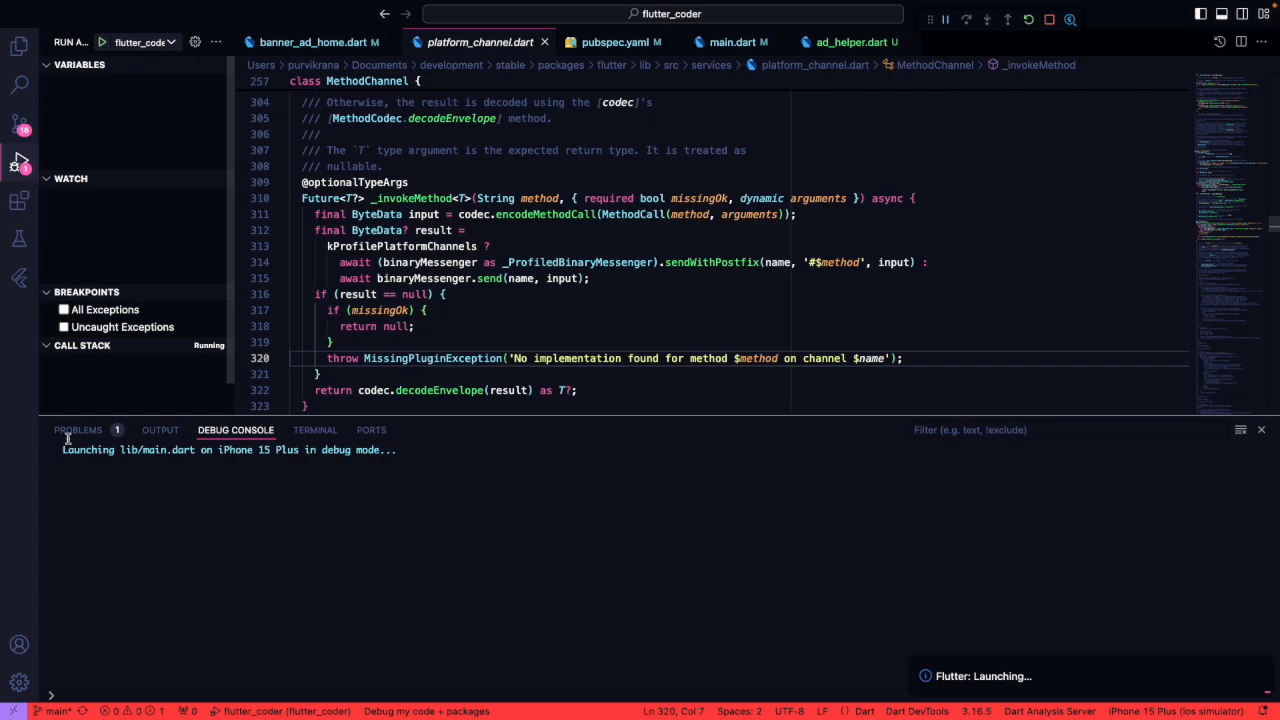 flutter_coder
RUN A...
flutter_code
banner_ad_home.dart M
platform_channel.dart
pubspec.yaml M
main.dart M
ad_helper.dart U
Users
purvikrana
Documents
development
stable
packages
flutter
lib
src
services
platform_channel.dart
MethodChannel
_invokeMethod
VARIABLES
WATCH
BREAKPOINTS
All Exceptions
Uncaught Exceptions
CALL STACK
Running
16
1
257 class MethodChannel {
304 /// Otherwise, the result is decoded using the [codec]'s
305 /// [MethodCodec.decodeEnvelope] method.
306 ///
307 /// The `T` type argument is the expected return type. It is treated as
308 /// nullable.
309 @optionalTypeArgs
310 Future<T?> _invokeMethod<T>(String method, { required bool missingOk, dynamic arguments }) async {
311 final ByteData input = codec.encodeMethodCall(MethodCall(method, arguments));
312 final ByteData? result =
313 kProfilePlatformChannels ?
314 await (binaryMessenger as _ProfiledBinaryMessenger).sendWithPostfix(name, '#$method', input) :
315 await binaryMessenger.send(name, input);
316 if (result == null) {
317 if (missingOk) {
318 return null;
319 }
320 throw MissingPluginException('No implementation found for method $method on channel $name');
321 }
322 return codec.decodeEnvelope(result) as T?;
323 }
PROBLEMS 1
OUTPUT
DEBUG CONSOLE
TERMINAL
PORTS
Filter (e.g. text, !exclude)
Launching lib/main.dart on iPhone 15 Plus in debug mode...
Flutter: Launching...
main*
0
0
1
0
flutter_coder (flutter_coder)
Debug my code + packages
Ln 320, Col 7
Spaces: 2
UTF-8
LF
{ } Dart
Dart DevTools
3.16.5
Dart Analysis Server
iPhone 15 Plus (ios simulator)